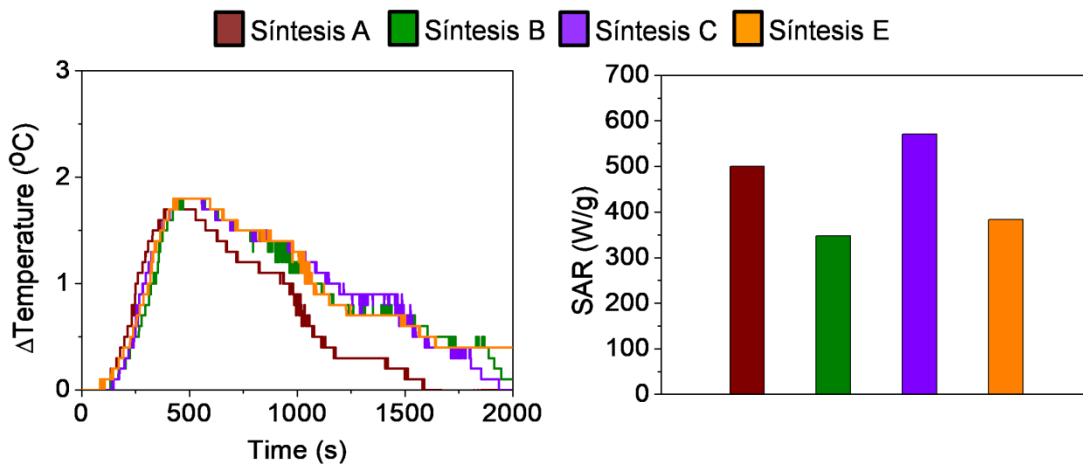 Síntesis A Síntesis B Síntesis C Síntesis E
3
2
1
0
ΔTemperature (ºC)
0 500 1000 1500 2000
Time (s)
700
600
500
400
300
200
100
0
SAR (W/g)